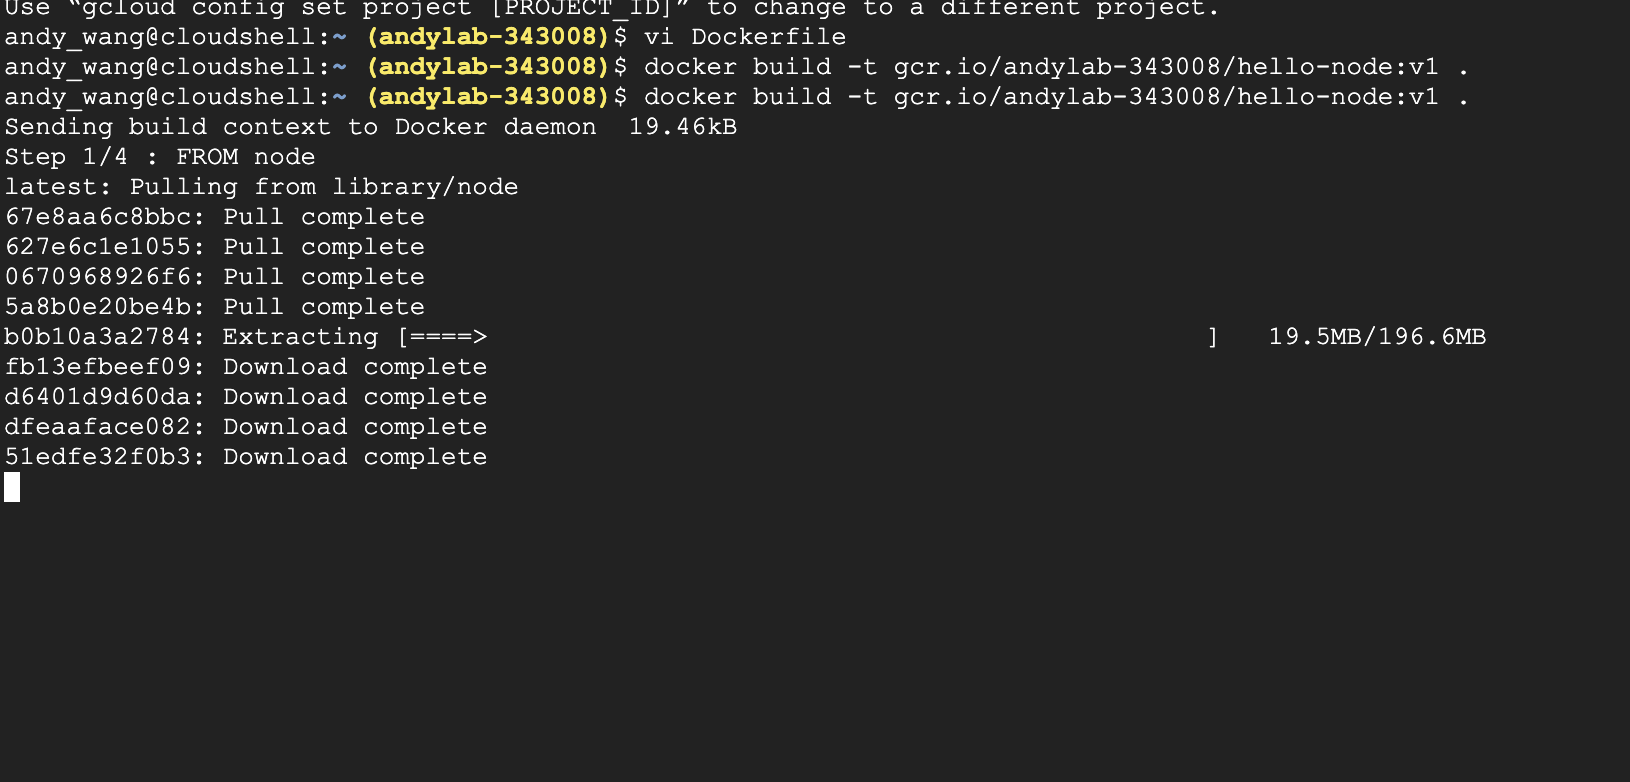 Use “gcloud config set project [PROJECT_ID]” to change to a different project.
andy_wang@cloudshell:~ (andylab-343008)$ vi Dockerfile
andy_wang@cloudshell:~ (andylab-343008)$ docker build -t gcr.io/andylab-343008/hello-node:v1 .
andy_wang@cloudshell:~ (andylab-343008)$ docker build -t gcr.io/andylab-343008/hello-node:v1 .
Sending build context to Docker daemon  19.46kB
Step 1/4 : FROM node
latest: Pulling from library/node
67e8aa6c8bbc: Pull complete
627e6c1e1055: Pull complete
0670968926f6: Pull complete
5a8b0e20be4b: Pull complete
b0b10a3a2784: Extracting [====>                                              ]   19.5MB/196.6MB
fb13efbeef09: Download complete
d6401d9d60da: Download complete
dfeaaface082: Download complete
51edfe32f0b3: Download complete